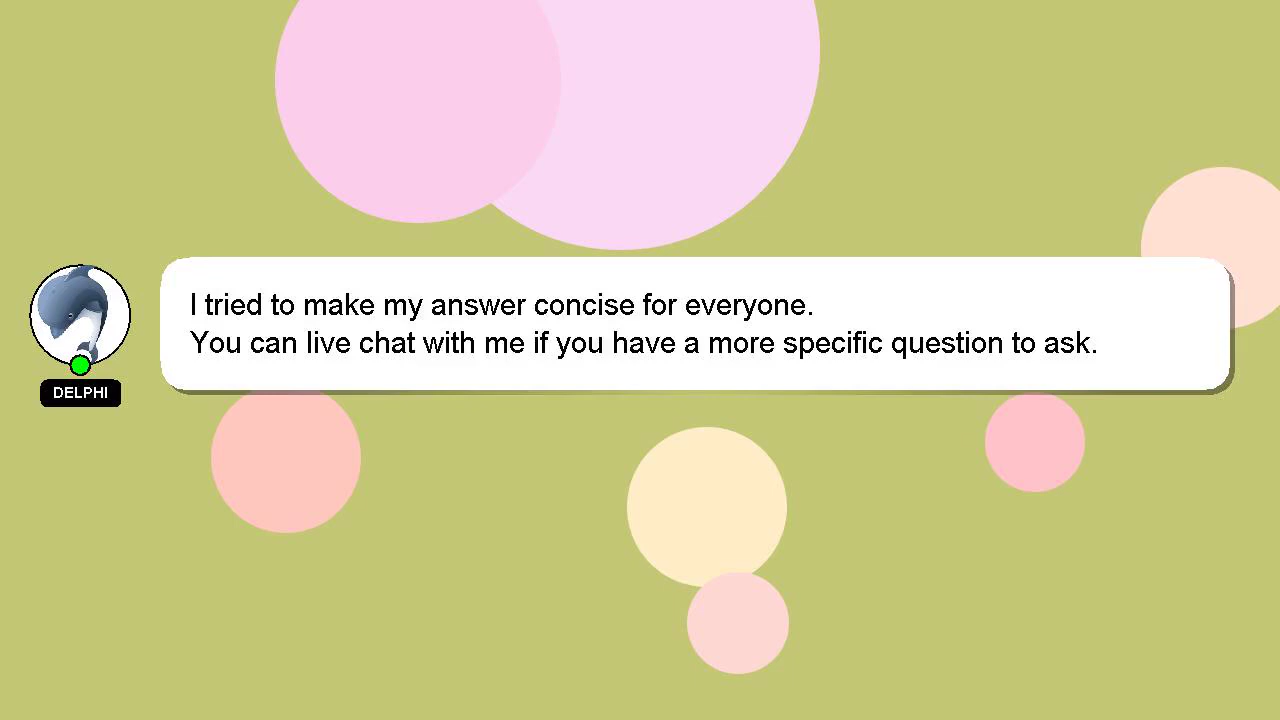 I tried to make my answer concise for everyone.
You can live chat with me if you have a more specific question to ask.
DELPHI